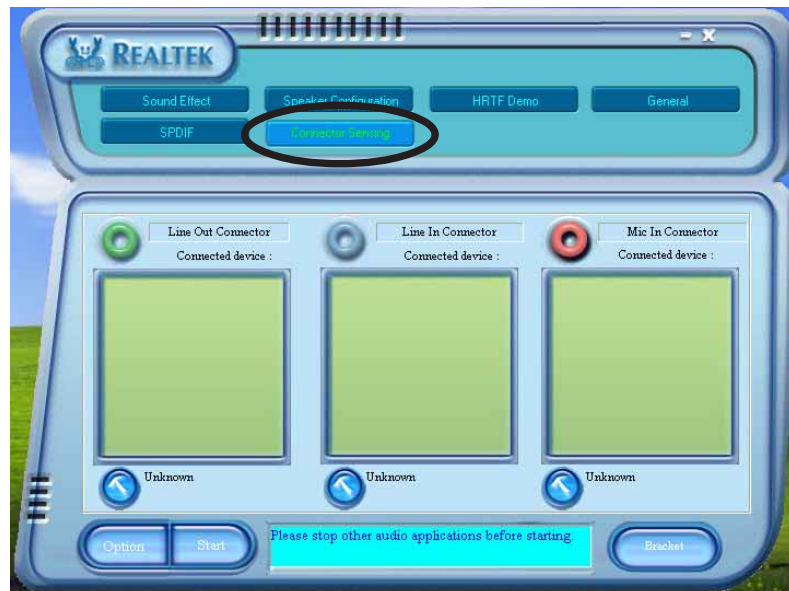 REALTEK
- X
Sound Effect
Speaker Configuration
HRTF Demo
General
SPDIF
Connector Sensing
Line Out Connector
Connected device :
Line In Connector
Connected device :
Mic In Connector
Connected device :
Unknown
Unknown
Unknown
Option
Start
Please stop other audio applications before starting.
Bracket